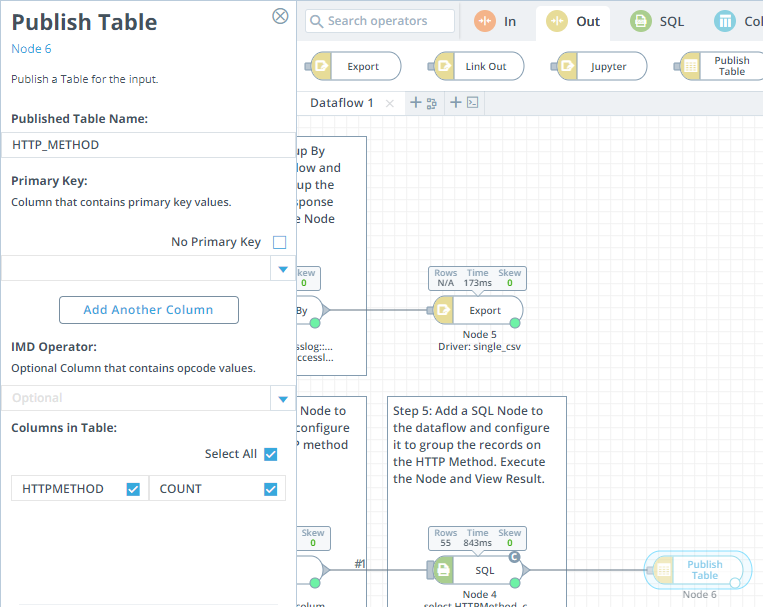 Publish Table
Node 6
Publish a Table for the input.
Published Table Name:
HTTP_METHOD
Primary Key:
Column that contains primary key values.
No Primary Key
Add Another Column
IMD Operator:
Optional Column that contains opcode values.
Optional
Columns in Table:
Select All
HTTPMETHOD COUNT
Search operators In Out SQL Col
Export Link Out Jupyter Publish
Table
Dataflow 1
up By
low and
up the
sponse
e Node
kew
0
By
sslog::...
ccessl...
Rows Time Skew
N/A 173ms 0
Export
Node 5
Driver: single_csv
Node to
configure
P method
Skew
0
#1
colum
Step 5: Add a SQL Node to
the dataflow and configure
it to group the records on
the HTTP Method. Execute
the Node and View Result.
Rows Time Skew
55 843ms 0
C
SQL
Node 4
select HTTPMethod, c
Publish
Table
Node 6